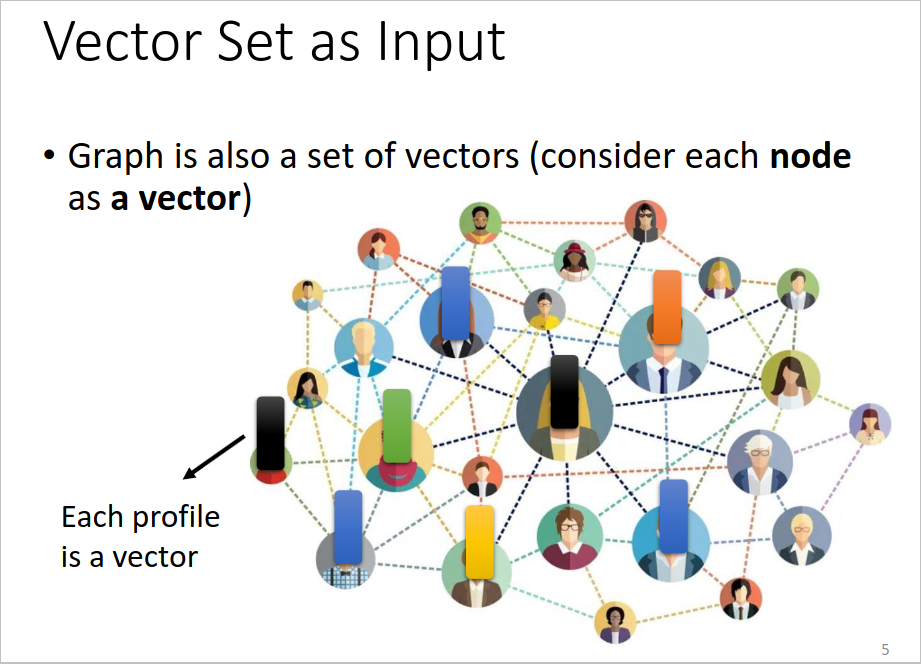 Vector Set as Input
• Graph is also a set of vectors (consider each node
as a vector)
Each profile
is a vector
5